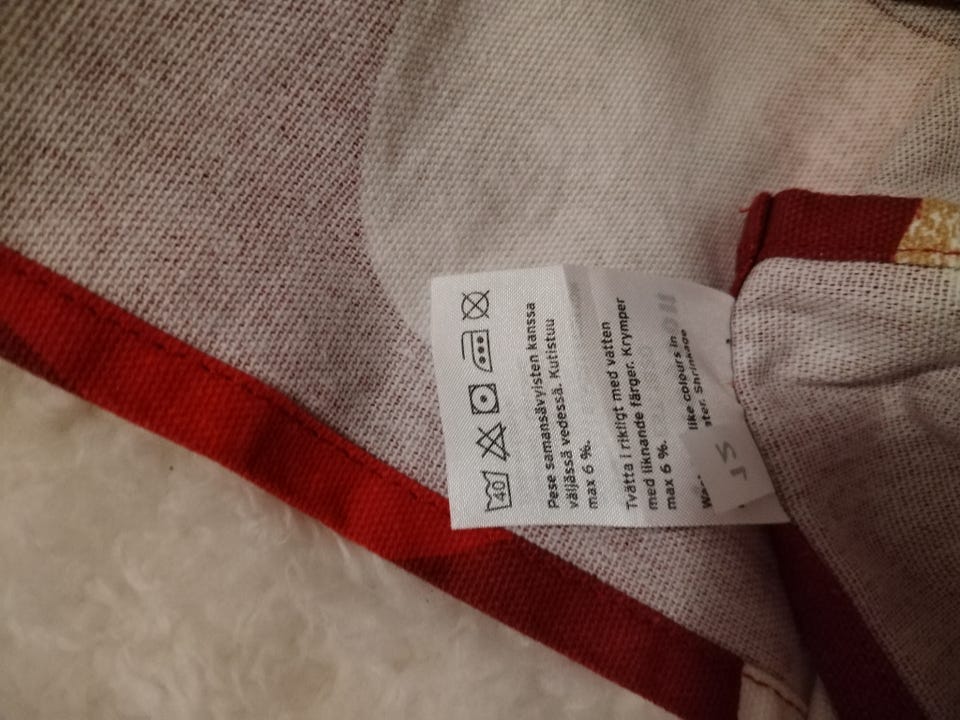 40
Pese samansävyisten kanssa
väljässä vedessä. Kutistuu
max 6 %.
Tvätta i rikligt med vatten
med liknande färger. Krymper
max 6 %.
like colours in
Shrinkage